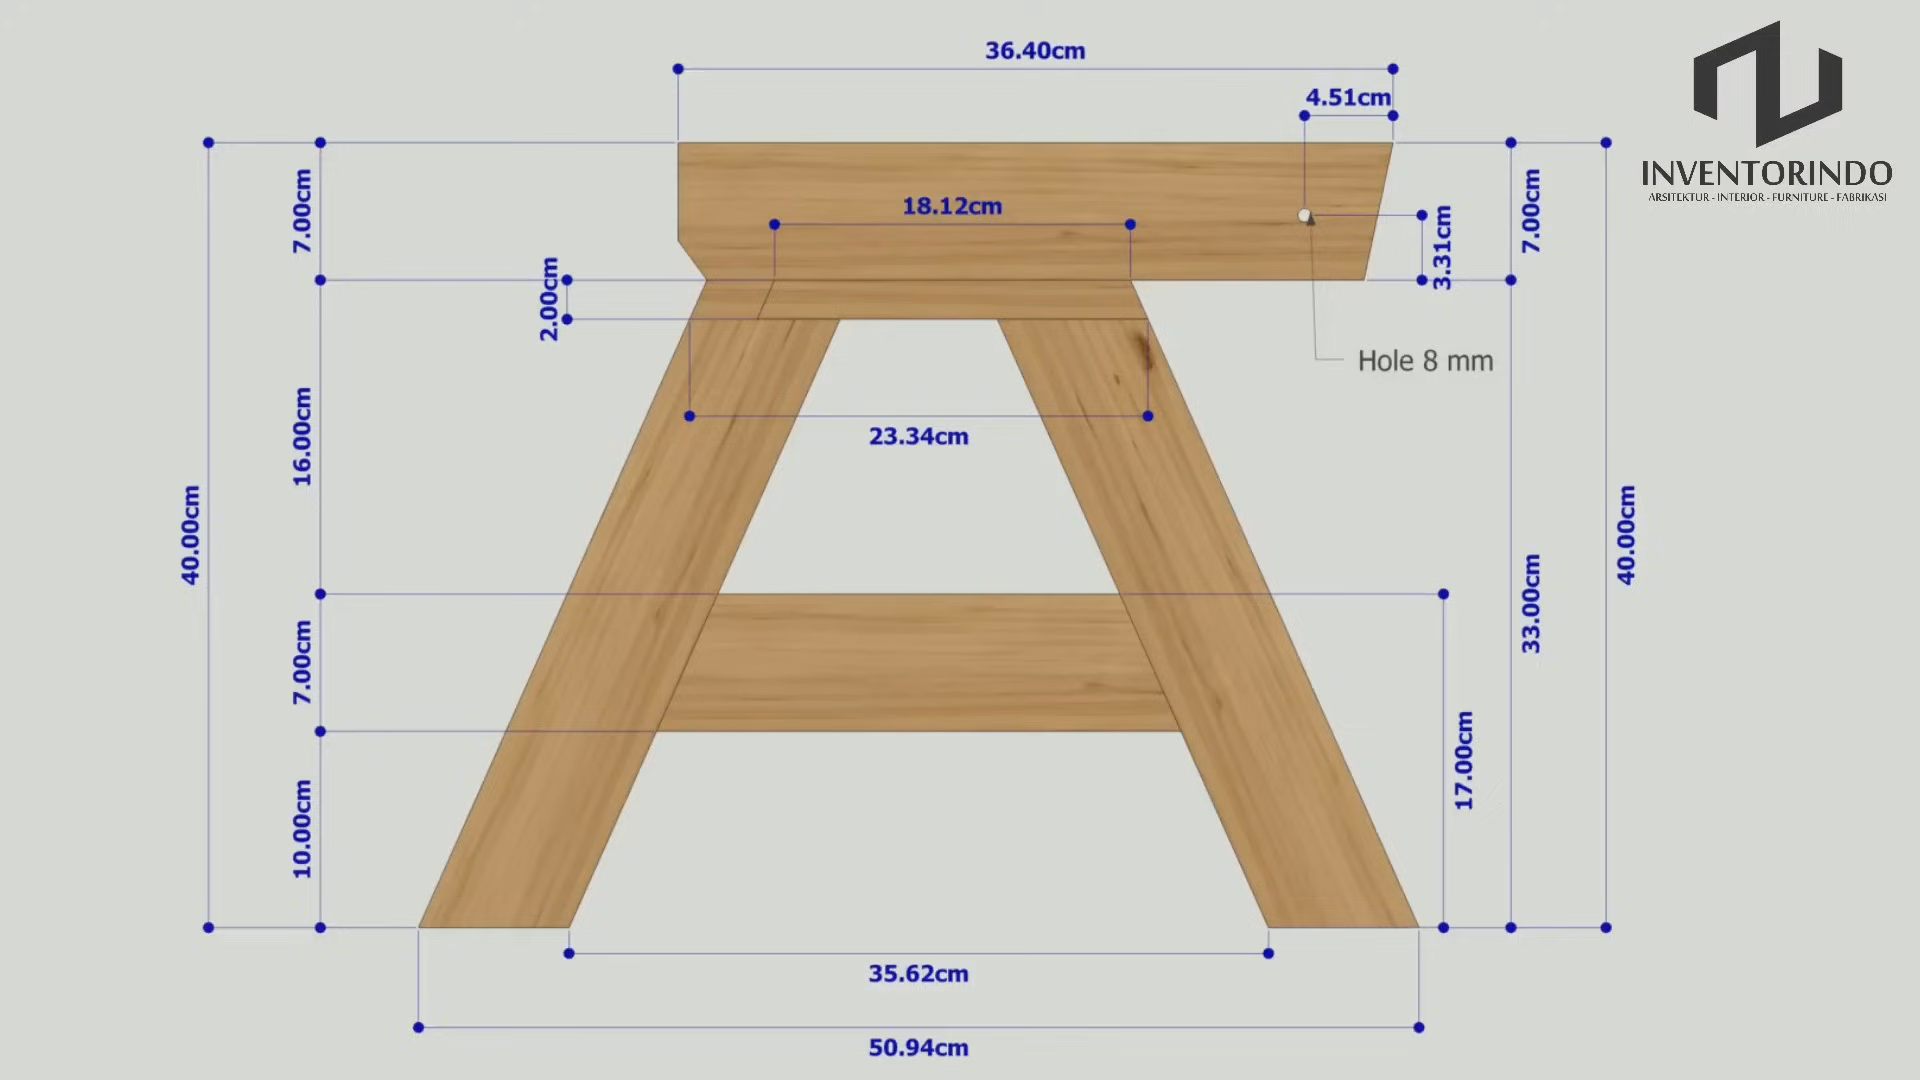 36.40cm
4.51cm
INVENTORINDO
ARSITEKTUR - INTERIOR - FURNITURE - FABRIKASI
7.00cm
18.12cm
7.00cm
3.31cm
2.00cm
Hole 8 mm
16.00cm
23.34cm
40.00cm
40.00cm
33.00cm
7.00cm
17.00cm
10.00cm
35.62cm
50.94cm